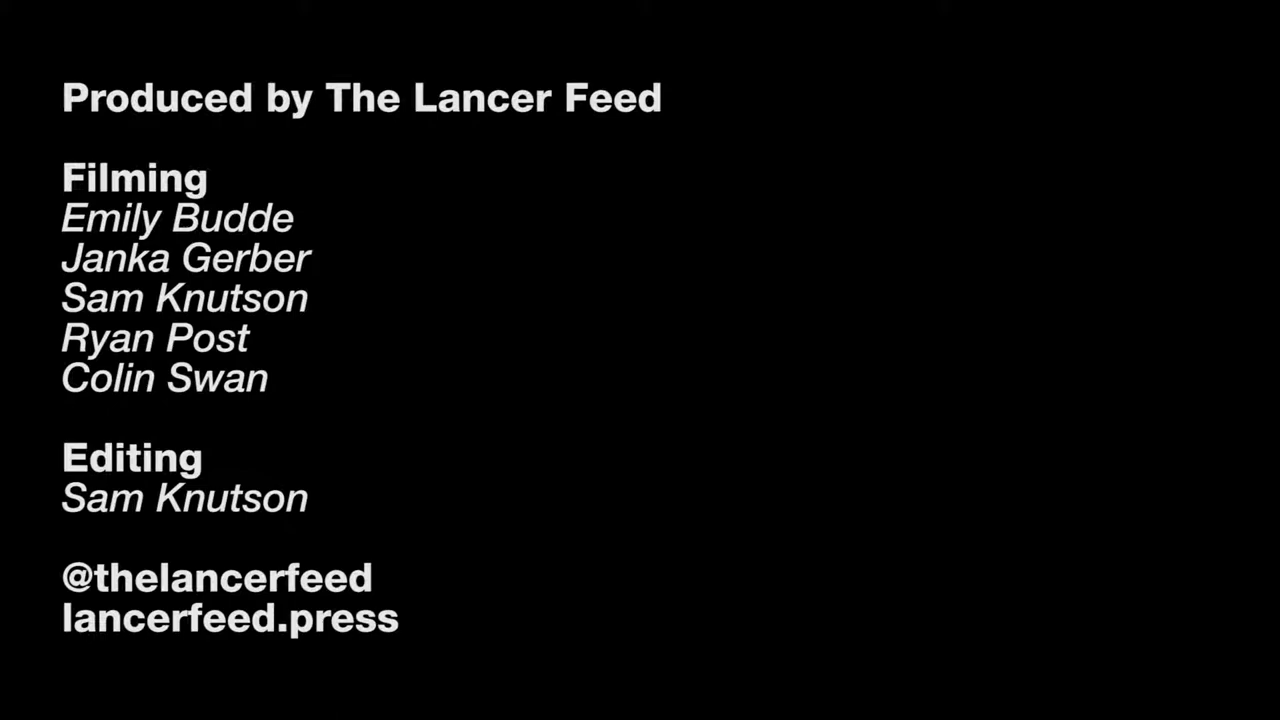 Produced by The Lancer Feed
Filming
Emily Budde
Janka Gerber
Sam Knutson
Ryan Post
Colin Swan
Editing
Sam Knutson
@thelancerfeed
lancerfeed.press